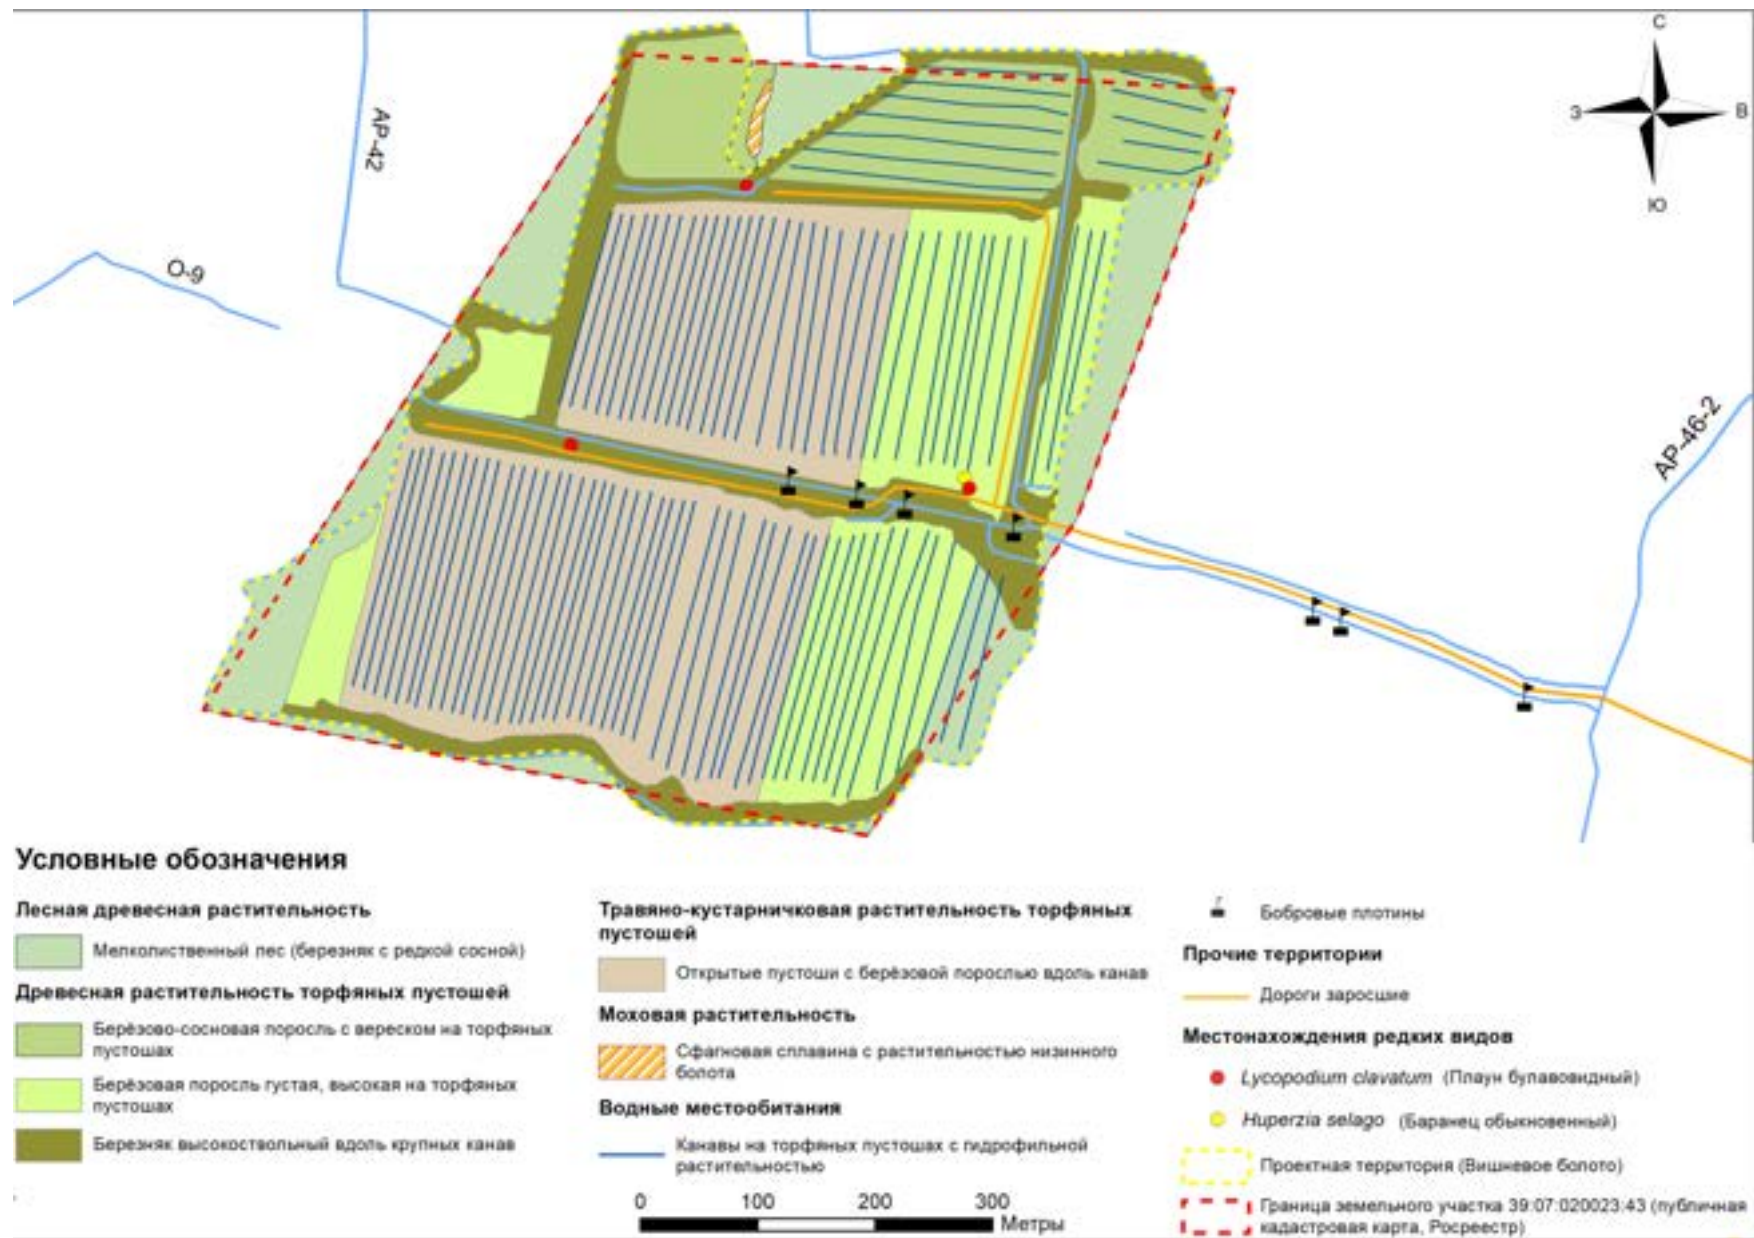 С
З
В
Ю
АР-42
О-9
АР-46-2
Условные обозначения
Лесная древесная растительность
Мелколиственный лес (березняк с редкой сосной)
Древесная растительность торфяных пустошей
Берёзово-сосновая поросль с вереском на торфяных
пустошах
Берёзовая поросль густая, высокая на торфяных
пустошах
Березняк высокоствольный вдоль крупных канав
Травяно-кустарничковая растительность торфяных
пустошей
Открытые пустоши с берёзовой порослью вдоль канав
Моховая растительность
Сфагновая сплавина с растительностью низинного
болота
Водные местообитания
Канавы на торфяных пустошах с гидрофильной
растительностью
0 100 200 300
Метры
Бобровые плотины
Прочие территории
Дороги заросшие
Местонахождения редких видов
Lycopodium clavatum (Плаун булавовидный)
Huperzia selago (Баранец обыкновенный)
Проектная территория (Вишневое болото)
Граница земельного участка 39:07:020023:43 (публичная
кадастровая карта, Росреестр)